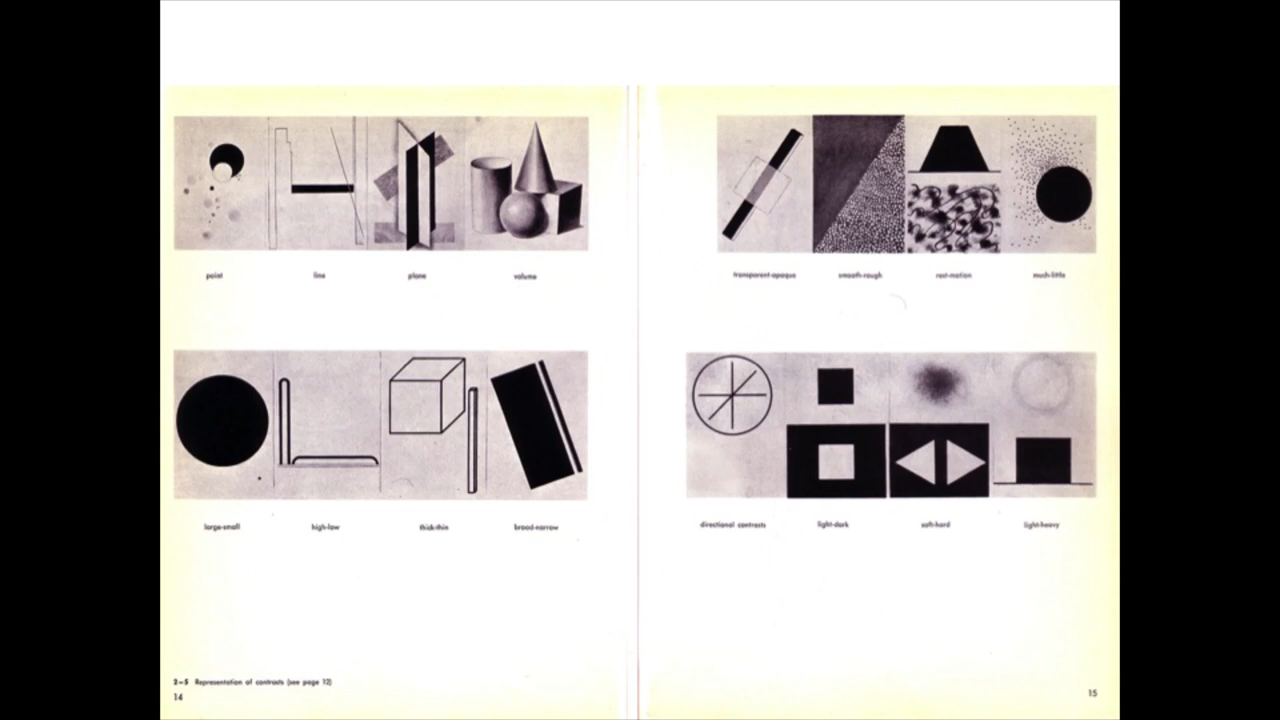 point line plane volume
large-small high-low thick-thin broad-narrow
2-5 Representation of contrasts (see page 12)
14
transparent-opaque smooth-rough rest-motion much-little
directional contrasts light-dark soft-hard light-heavy
15